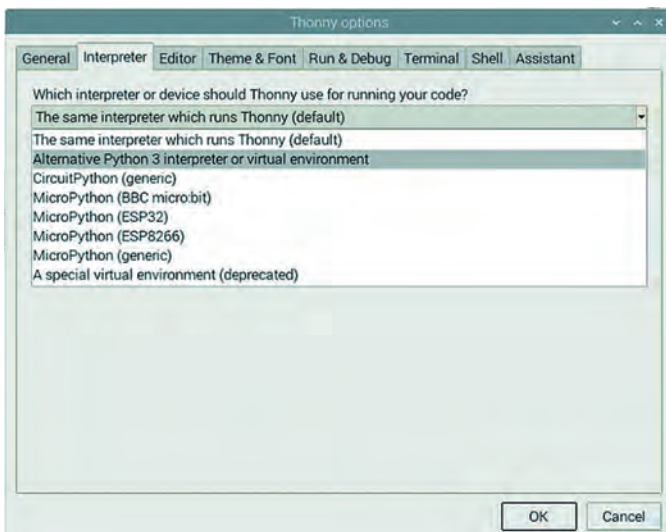 Thonny options
General Interpreter Editor Theme & Font Run & Debug Terminal Shell Assistant
Which interpreter or device should Thonny use for running your code?
The same interpreter which runs Thonny (default)
The same interpreter which runs Thonny (default)
Alternative Python 3 interpreter or virtual environment
CircuitPython (generic)
MicroPython (BBC micro:bit)
MicroPython (ESP32)
MicroPython (ESP8266)
MicroPython (generic)
A special virtual environment (deprecated)
OK Cancel